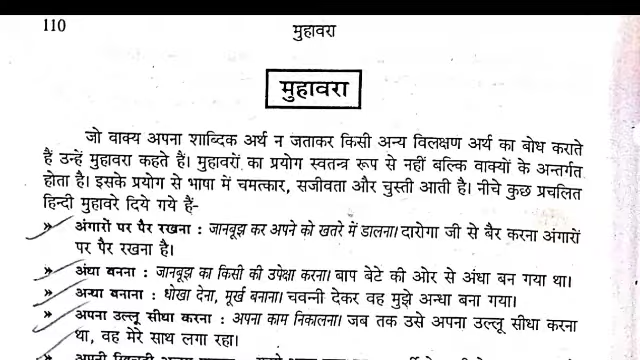 110
मुहावरा
मुहावरा
जो वाक्य अपना शाब्दिक अर्थ न जताकर किसी अन्य विलक्षण अर्थ का बोध कराते
हैं उन्हें मुहावरा कहते हैं। मुहावरों का प्रयोग स्वतन्त्र रूप से नहीं बल्कि वाक्यों के अन्तर्गत
होता है। इसके प्रयोग से भाषा में चमत्कार, सजीवता और चुस्ती आती है। नीचे कुछ प्रचलित
हिन्दी मुहावरे दिये गये हैं-
» अंगारों पर पैर रखना : जानबूझ कर अपने को खतरे में डालना। दारोगा जी से बैर करना अंगारों
पर पैर रखना है।
» अंधा बनना : जानबूझ का किसी की उपेक्षा करना। बाप बेटे की ओर से अंधा बन गया था।
» अन्धा बनाना : धोखा देना, मूर्ख बनाना। चवन्नी देकर वह मुझे अन्धा बना गया।
» अपना उल्लू सीधा करना : अपना काम निकालना। जब तक उसे अपना उल्लू सीधा करना
था, वह मेरे साथ लगा रहा।